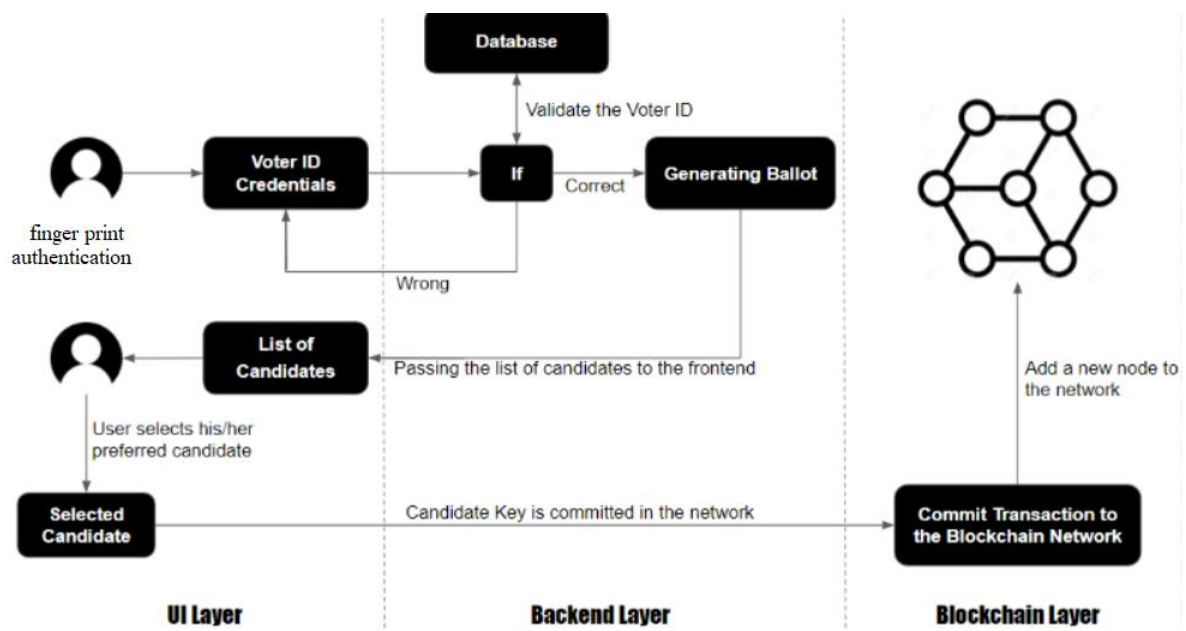 Database
Validate the Voter ID
Voter ID
Credentials
If
Correct
Generating Ballot
finger print
authentication
Wrong
List of
Candidates
Passing the list of candidates to the frontend
Add a new node to
the network
User selects his/her
preferred candidate
Selected
Candidate
Candidate Key is committed in the network
Commit Transaction to
the Blockchain Network
UI Layer
Backend Layer
Blockchain Layer